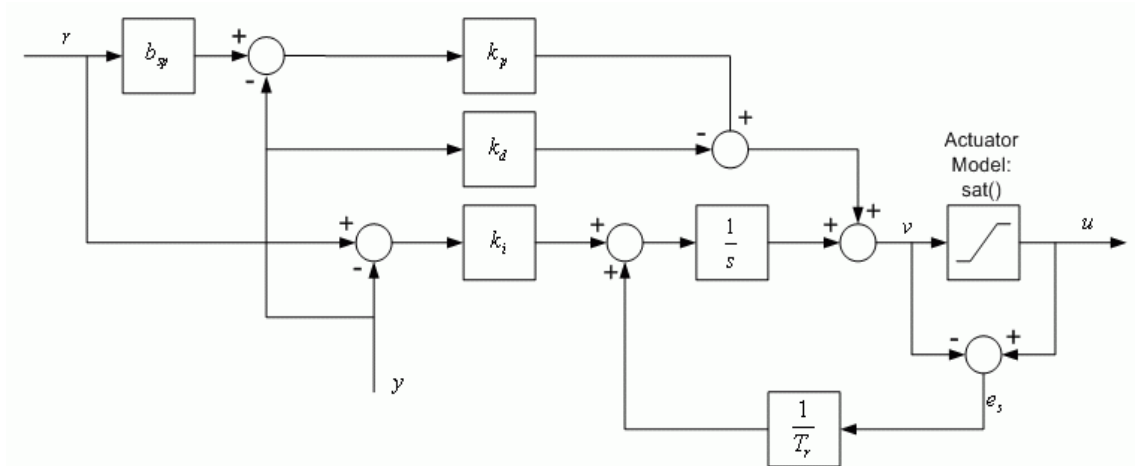 r
b_sp
+
-
k_p
k_d
-
+
Actuator
Model:
sat()
+
-
k_i
+
+
1
s
+
+
v
u
-
+
e_s
y
1
T_r